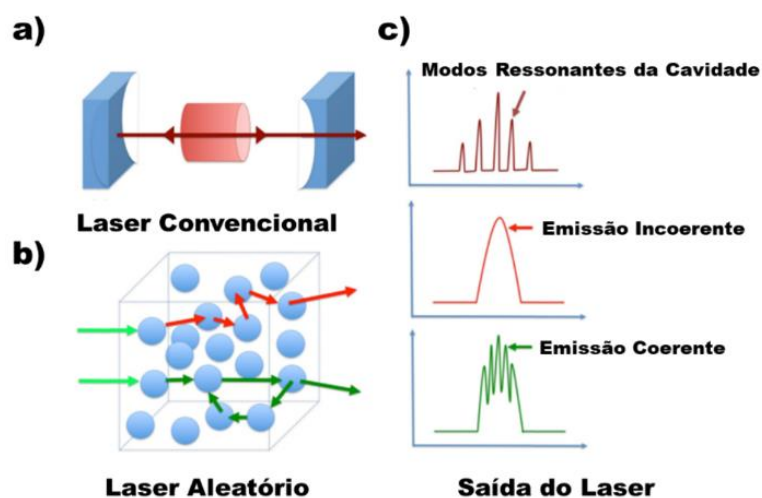 a)
Laser Convencional
b)
Laser Aleatório
c)
Modos Ressonantes da Cavidade
Emissão Incoerente
Emissão Coerente
Saída do Laser